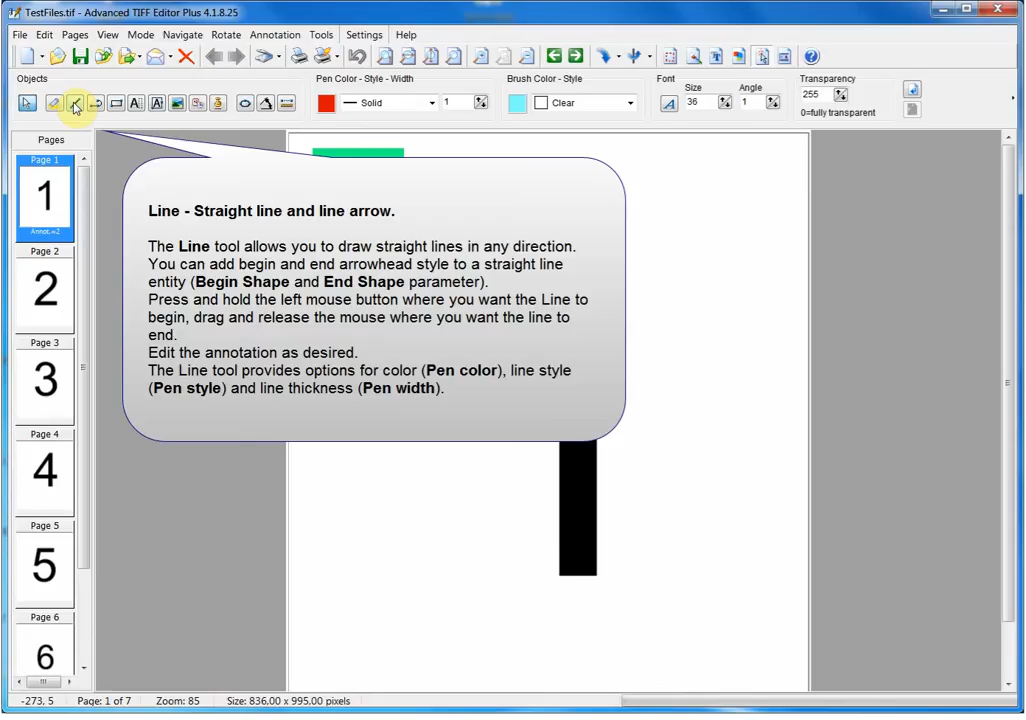 TestFiles.tif - Advanced TIFF Editor Plus 4.1.8.25
File Edit Pages View Mode Navigate Rotate Annotation Tools Settings Help
Objects
Pen Color - Style - Width
Solid
1
Brush Color - Style
Clear
Font
Size
36
Angle
1
Transparency
255
0=fully transparent
Pages
Page 1
1
Annot.w2
Page 2
2
Page 3
3
Page 4
4
Page 5
5
Page 6
6
Line - Straight line and line arrow.
The Line tool allows you to draw straight lines in any direction.
You can add begin and end arrowhead style to a straight line
entity (Begin Shape and End Shape parameter).
Press and hold the left mouse button where you want the Line to
begin, drag and release the mouse where you want the line to
end.
Edit the annotation as desired.
The Line tool provides options for color (Pen color), line style
(Pen style) and line thickness (Pen width).
-273, 5 Page: 1 of 7 Zoom: 85 Size: 836.00 x 995.00 pixels